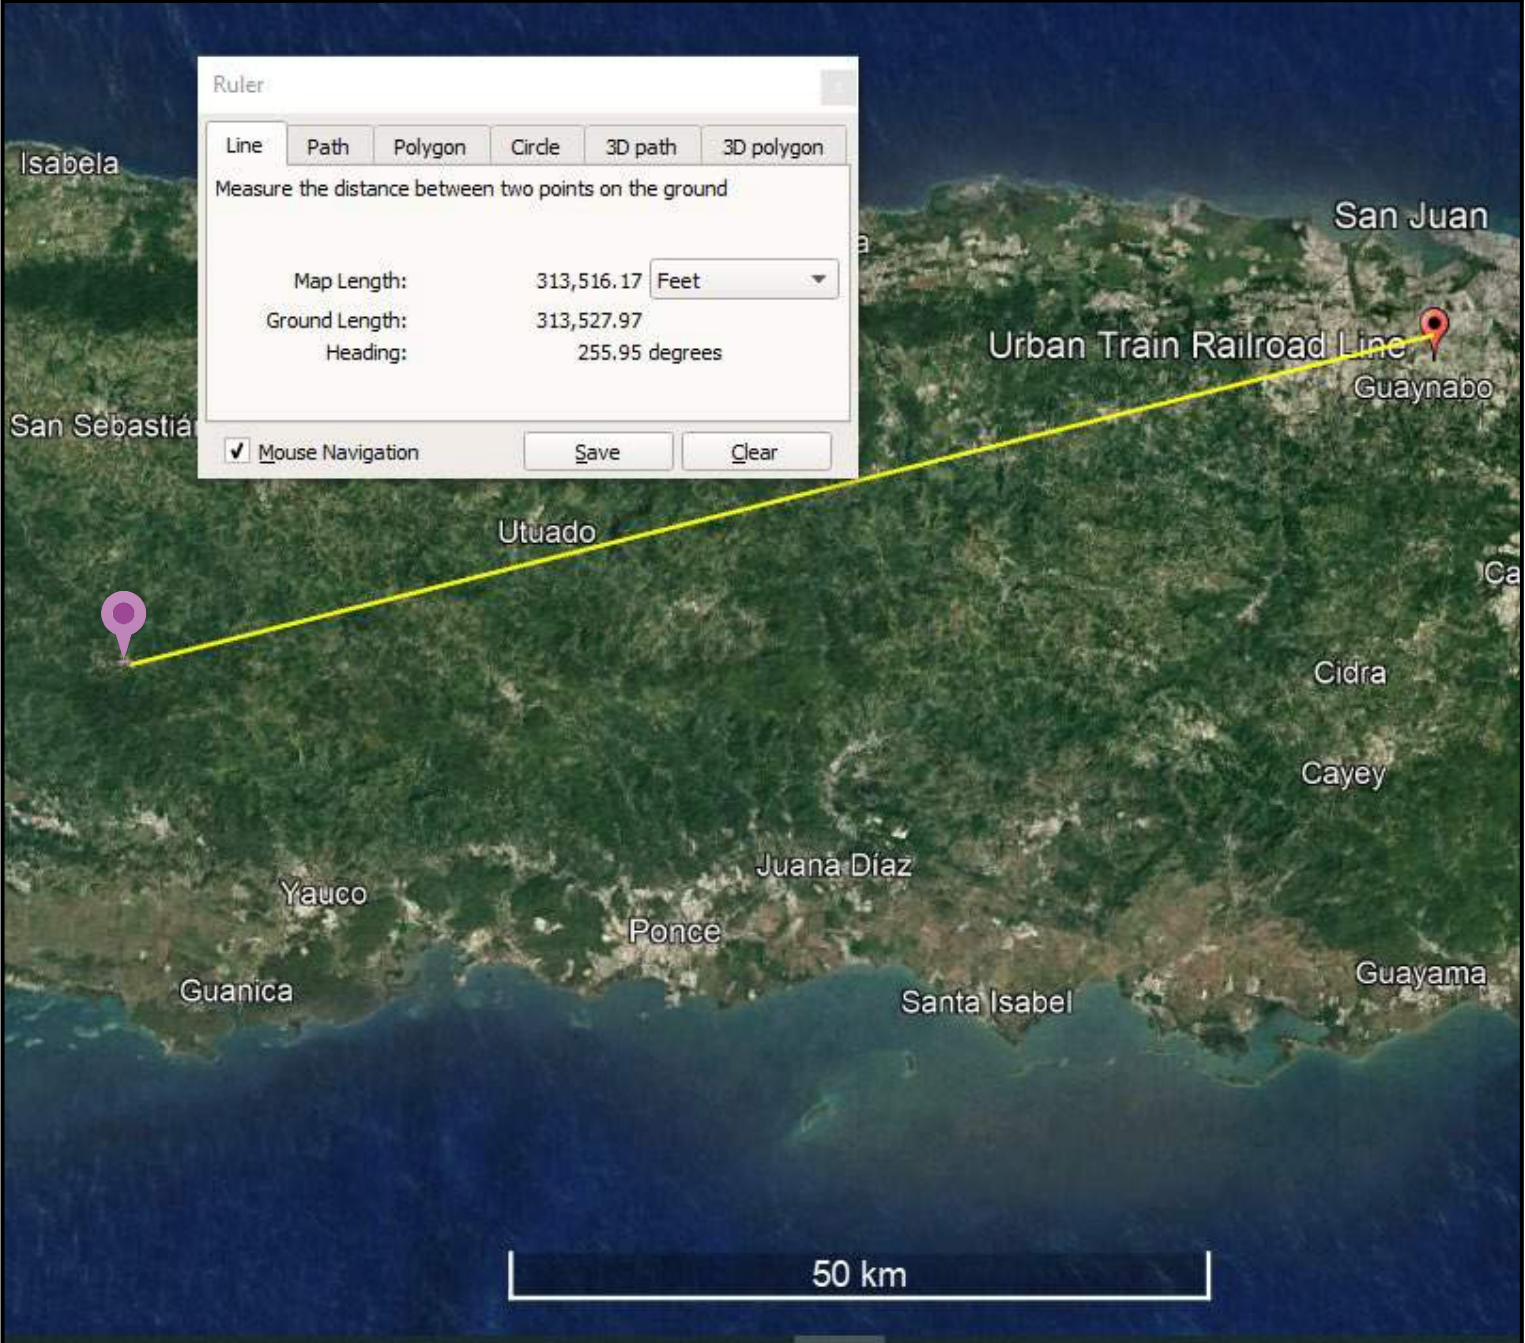 Ruler
Line Path Polygon Circle 3D path 3D polygon
Measure the distance between two points on the ground
Map Length: 313,516.17 Feet
Ground Length: 313,527.97
Heading: 255.95 degrees
Mouse Navigation Save Clear
Isabela
San Juan
a
Urban Train Railroad Line
Guaynabo
San Sebastiá
Utuado
Ca
Cidra
Cayey
Juana Díaz
Yauco
Ponce
Guayama
Guanica
Santa Isabel
50 km